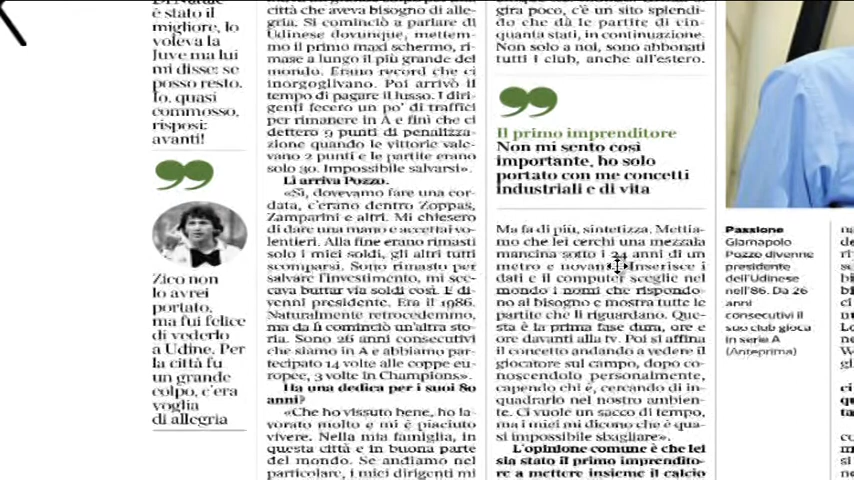 è stato il
migliore, lo
voleva la
Juve ma lui
mi disse: se
posso resto.
Io, quasi
commosso,
risposi:
avanti!
Zico non
lo avrei
portato,
ma fui felice
di vederlo
a Udine. Per
la città fu
un grande
colpo, c'era
voglia
di allegria
città che aveva bisogno di alle-
gria. Si cominciò a parlare di
Udinese dovunque, mettem-
mo il primo maxi schermo, ri-
mase a lungo il più grande del
mondo. Erano record che ci
inorgoglivano. Poi arrivò il
tempo di pagare il lusso. I diri-
genti fecero un po' di traffici
per rimanere in A e finì che ci
dettero 9 punti di penalizza-
zione quando le vittorie vale-
vano 2 punti e le partite erano
solo 30. Impossibile salvarsi».
Lì arriva Pozzo.
«Sì, dovevamo fare una cor-
data, c'erano dentro Zoppas,
Zamparini e altri. Mi chiesero
di dare una mano e accettai vo-
lentieri. Alla fine erano rimasti
solo i miei soldi, gli altri tutti
scomparsi. Sono rimasto per
salvare l'investimento, mi sec-
cava buttar via soldi così. E di-
venni presidente. Era il 1986.
Naturalmente retrocedemmo,
ma da lì cominciò un'altra sto-
ria. Sono 26 anni consecutivi
che siamo in A e abbiamo par-
tecipato 14 volte alle coppe eu-
ropee, 3 volte in Champions».
Ha una dedica per i suoi 80
anni?
«Che ho vissuto bene, ho la-
vorato molto e mi è piaciuto
vivere. Nella mia famiglia, in
questa città e in buona parte
del mondo. Se andiamo nel
particolare, i miei dirigenti mi
gira poco, c'è un sito splendi-
do che dà le partite di cin-
quanta stati, in continuazione.
Non solo a noi, sono abbonati
tutti i club, anche all'estero.
Il primo imprenditore
Non mi sento così
importante, ho solo
portato con me concetti
industriali e di vita
Ma fa di più, sintetizza. Mettia-
mo che lei cerchi una mezzala
mancina sotto i 24 anni di un
metro e novanta. Inserisce i
dati e il computer sceglie nel
mondo i nomi che rispondo-
no al bisogno e mostra tutte le
partite che li riguardano. Que-
sta è la prima fase dura, ore e
ore davanti alla tv. Poi si affina
il concetto andando a vedere il
giocatore sul campo, dopo co-
noscendolo personalmente,
capendo chi è, cercando di in-
quadrarlo nel nostro ambien-
te. Ci vuole un sacco di tempo,
ma i miei mi dicono che è qua-
si impossibile sbagliare».
L'opinione comune è che lei
sia stato il primo imprendito-
re a mettere insieme il calcio
Passione
Giampaolo
Pozzo divenne
presidente
dell'Udinese
nell'86. Da 26
anni
consecutivi il
suo club gioca
in serie A
(Anteprima)